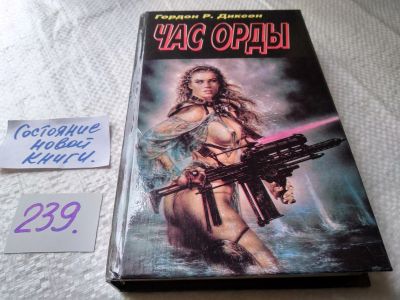 Гордон Р. Диксон
ЧАС ОРДЫ
Состояние
новой
книги.
239.